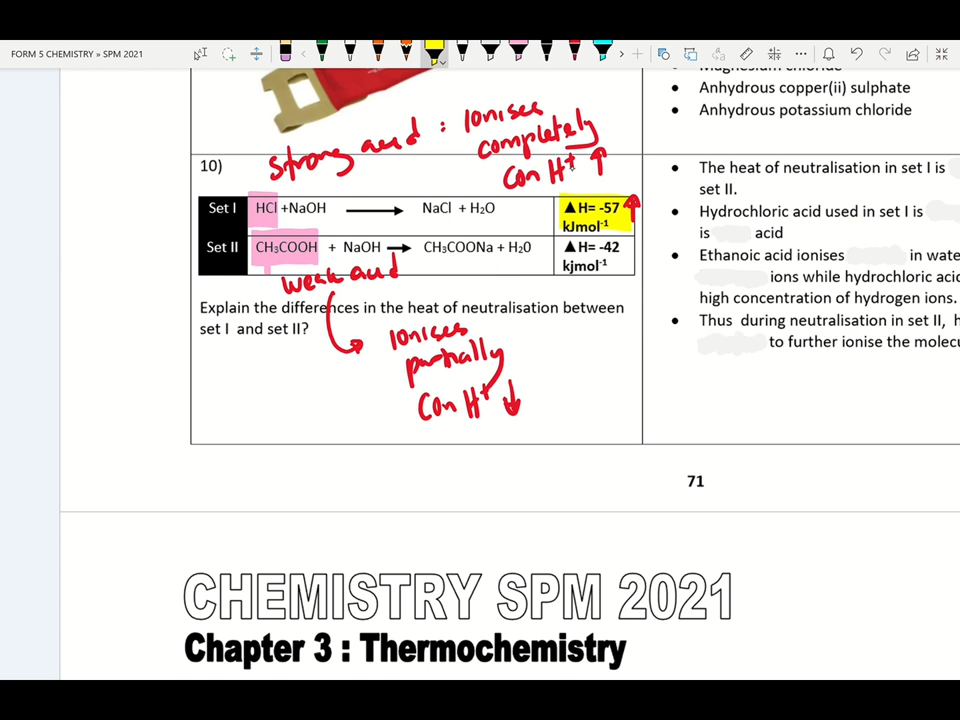 FORM 5 CHEMISTRY » SPM 2021
Magnesium chloride
Anhydrous copper(ii) sulphate
Anhydrous potassium chloride
strong acid : Ionises
completely
Con H+ ↑
10)
Set I HCl +NaOH → NaCl + H₂O ▲H= -57 kJmol⁻¹ ↑
Set II CH₃COOH + NaOH → CH₃COONa + H₂0 ▲H= -42 kjmol⁻¹
weak acid
Explain the differences in the heat of neutralisation between
set I and set II?
Ionises
partially
Con H+ ↓
The heat of neutralisation in set I is
set II.
Hydrochloric acid used in set I is
is acid
Ethanoic acid ionises in wate
ions while hydrochloric acid
high concentration of hydrogen ions.
Thus during neutralisation in set II, h
to further ionise the molecu
71
CHEMISTRY SPM 2021
Chapter 3 : Thermochemistry